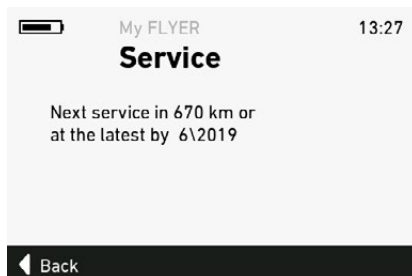 My FLYER 13:27
Service
Next service in 670 km or
at the latest by 6\2019
Back